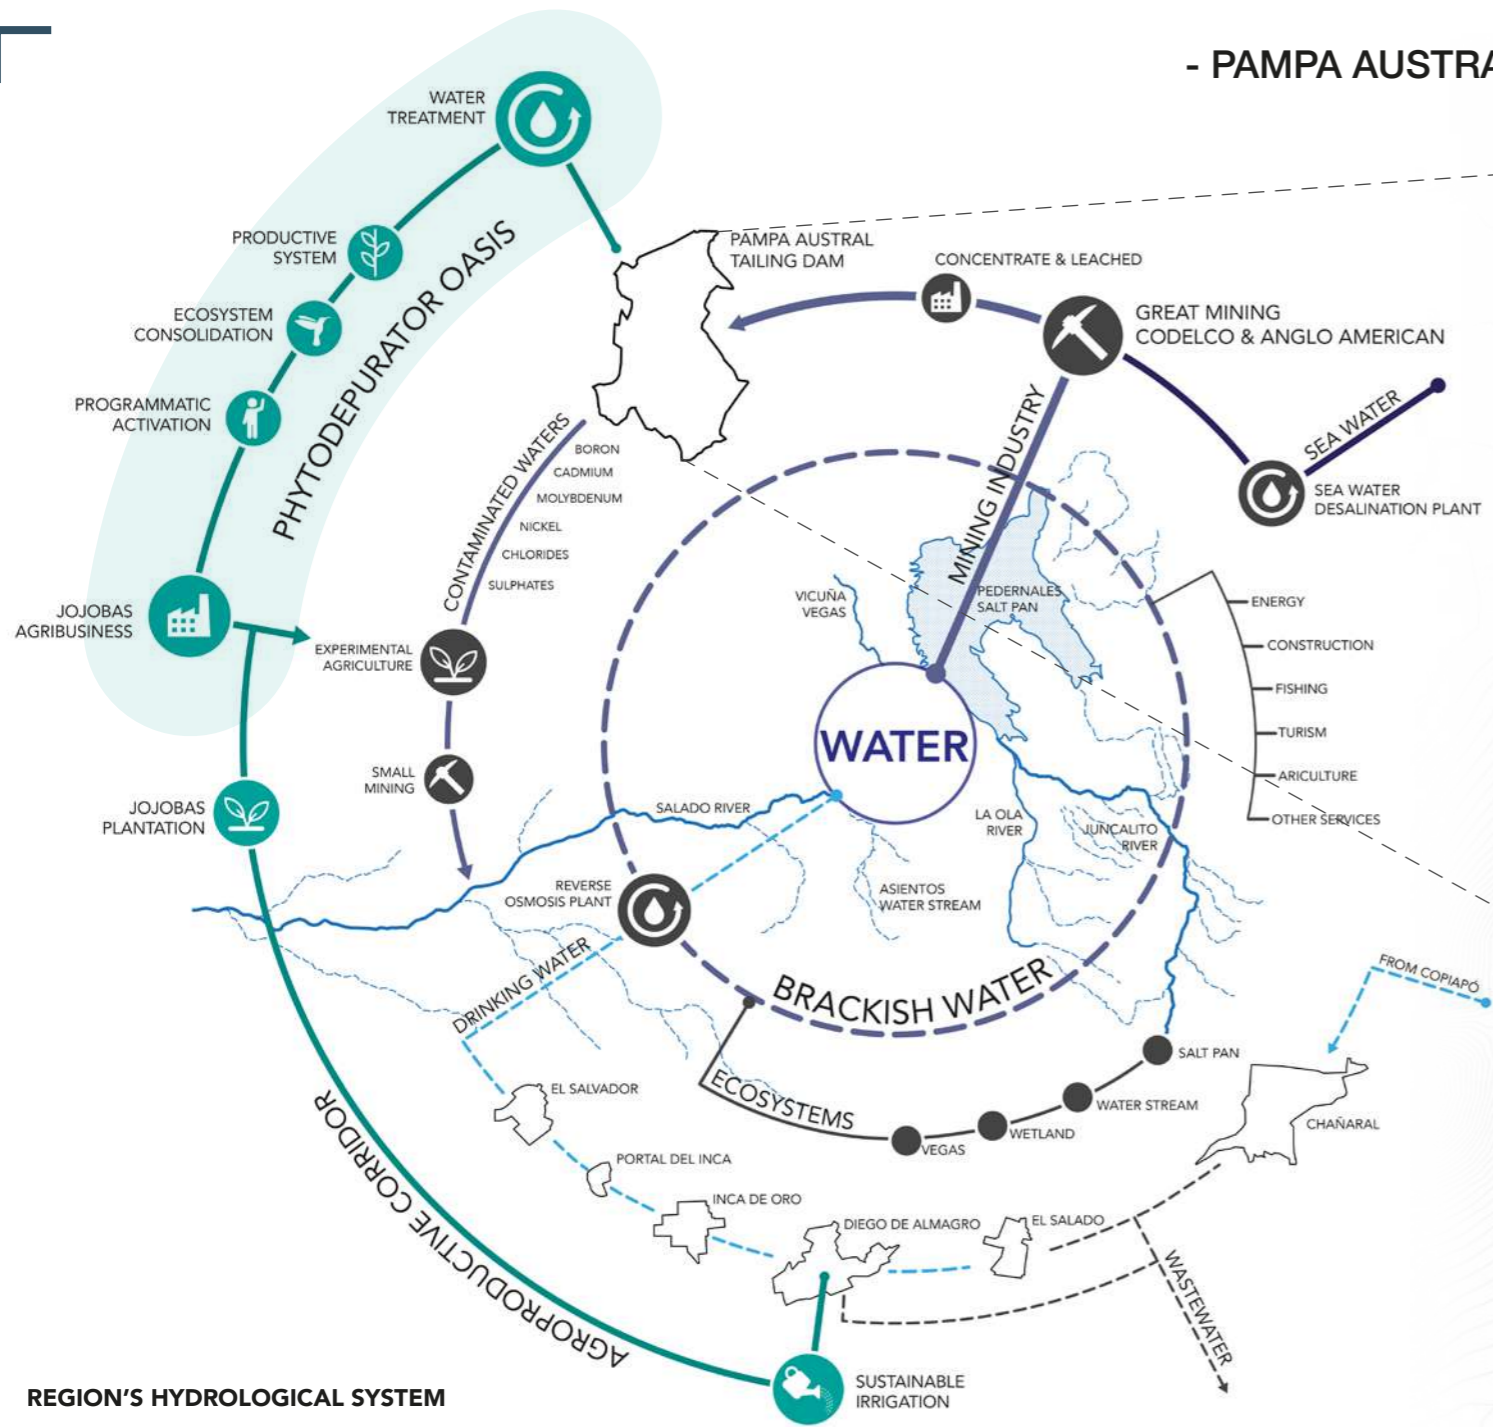 - PAMPA AUSTRA
WATER
TREATMENT
PRODUCTIVE
SYSTEM
ECOSYSTEM
CONSOLIDATION
PROGRAMMATIC
ACTIVATION
PHYTODEPURATOR OASIS
JOJOBAS
AGRIBUSINESS
JOJOBAS
PLANTATION
PAMPA AUSTRAL
TAILING DAM
CONCENTRATE & LEACHED
GREAT MINING
CODELCO & ANGLO AMERICAN
SEA WATER
SEA WATER
DESALINATION PLANT
MINING INDUSTRY
CONTAMINATED WATERS
BORON
CADMIUM
MOLYBDENUM
NICKEL
CHLORIDES
SULPHATES
EXPERIMENTAL
AGRICULTURE
SMALL
MINING
VICUÑA
VEGAS
PEDERNALES
SALT PAN
WATER
ENERGY
CONSTRUCTION
FISHING
TURISM
ARICULTURE
OTHER SERVICES
SALADO RIVER
LA OLA
RIVER
JUNCALITO
RIVER
REVERSE
OSMOSIS PLANT
ASIENTOS
WATER STREAM
DRINKING WATER
BRACKISH WATER
FROM COPIAPÓ
ECOSYSTEMS
SALT PAN
WATER STREAM
WETLAND
VEGAS
CHAÑARAL
EL SALVADOR
PORTAL DEL INCA
INCA DE ORO
DIEGO DE ALMAGRO
EL SALADO
WASTEWATER
AGROPRODUCTIVE CORRIDOR
SUSTAINABLE
IRRIGATION
REGION'S HYDROLOGICAL SYSTEM